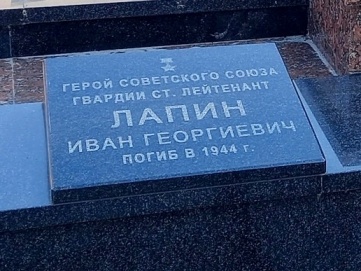 ГЕРОЙ СОВЕТСКОГО СОЮЗА
ГВАРДИИ СТ. ЛЕЙТЕНАНТ
ЛАПИН
ИВАН ГЕОРГИЕВИЧ
ПОГИБ В 1944 Г.